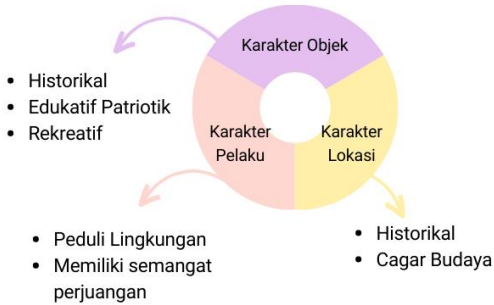 Karakter Objek
• Historikal
• Edukatif Patriotik
• Rekreatif
Karakter
Pelaku
Karakter
Lokasi
• Peduli Lingkungan
• Memiliki semangat
perjuangan
• Historikal
• Cagar Budaya